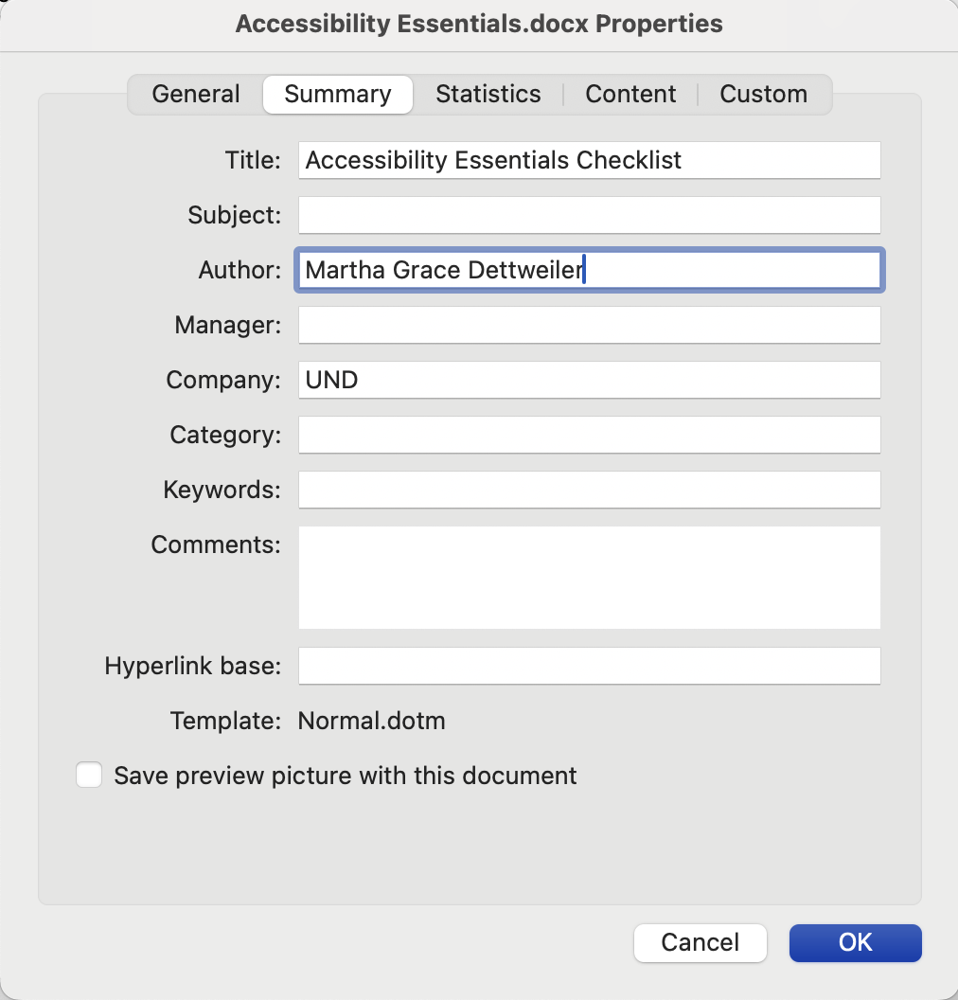 Accessibility Essentials.docx Properties
General Summary Statistics Content Custom
Title: Accessibility Essentials Checklist
Subject:
Author: Martha Grace Dettweiler
Manager:
Company: UND
Category:
Keywords:
Comments:
Hyperlink base:
Template: Normal.dotm
Save preview picture with this document
Cancel OK